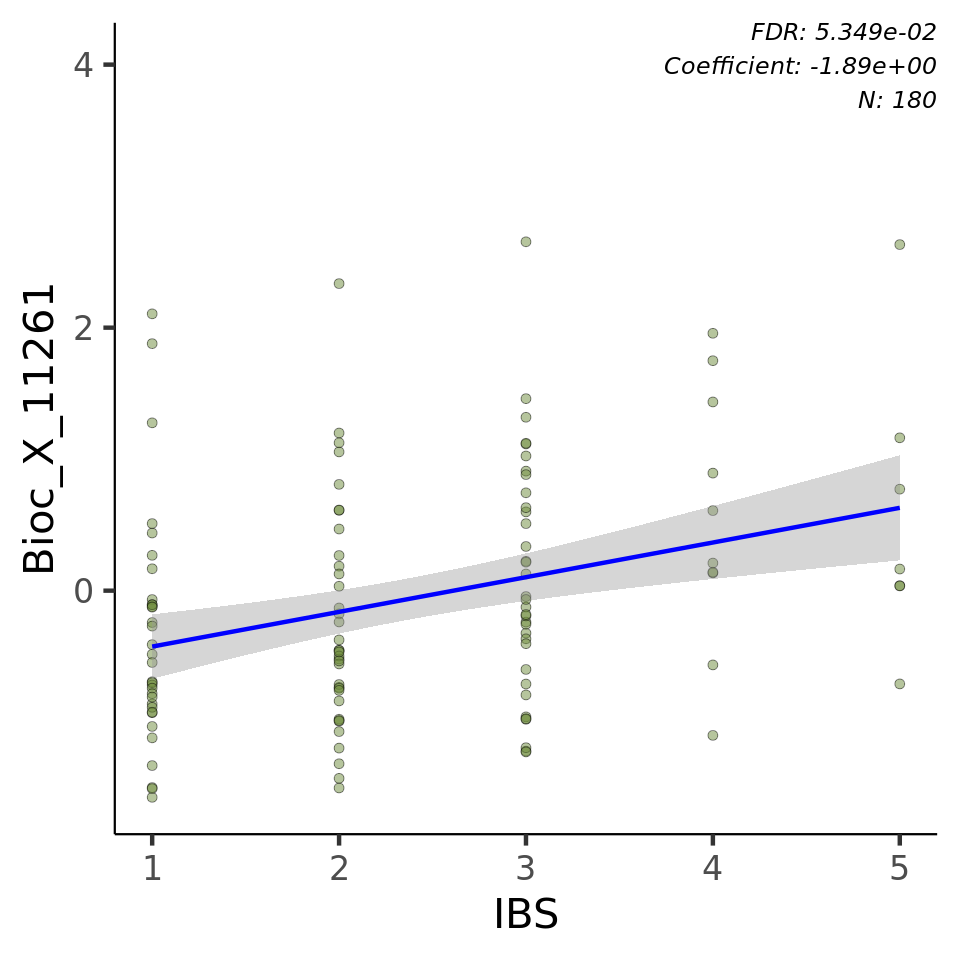 FDR: 5.349e-02
Coefficient: -1.89e+00
N: 180
4
2
0
Bioc_X_11261
1 2 3 4 5
IBS